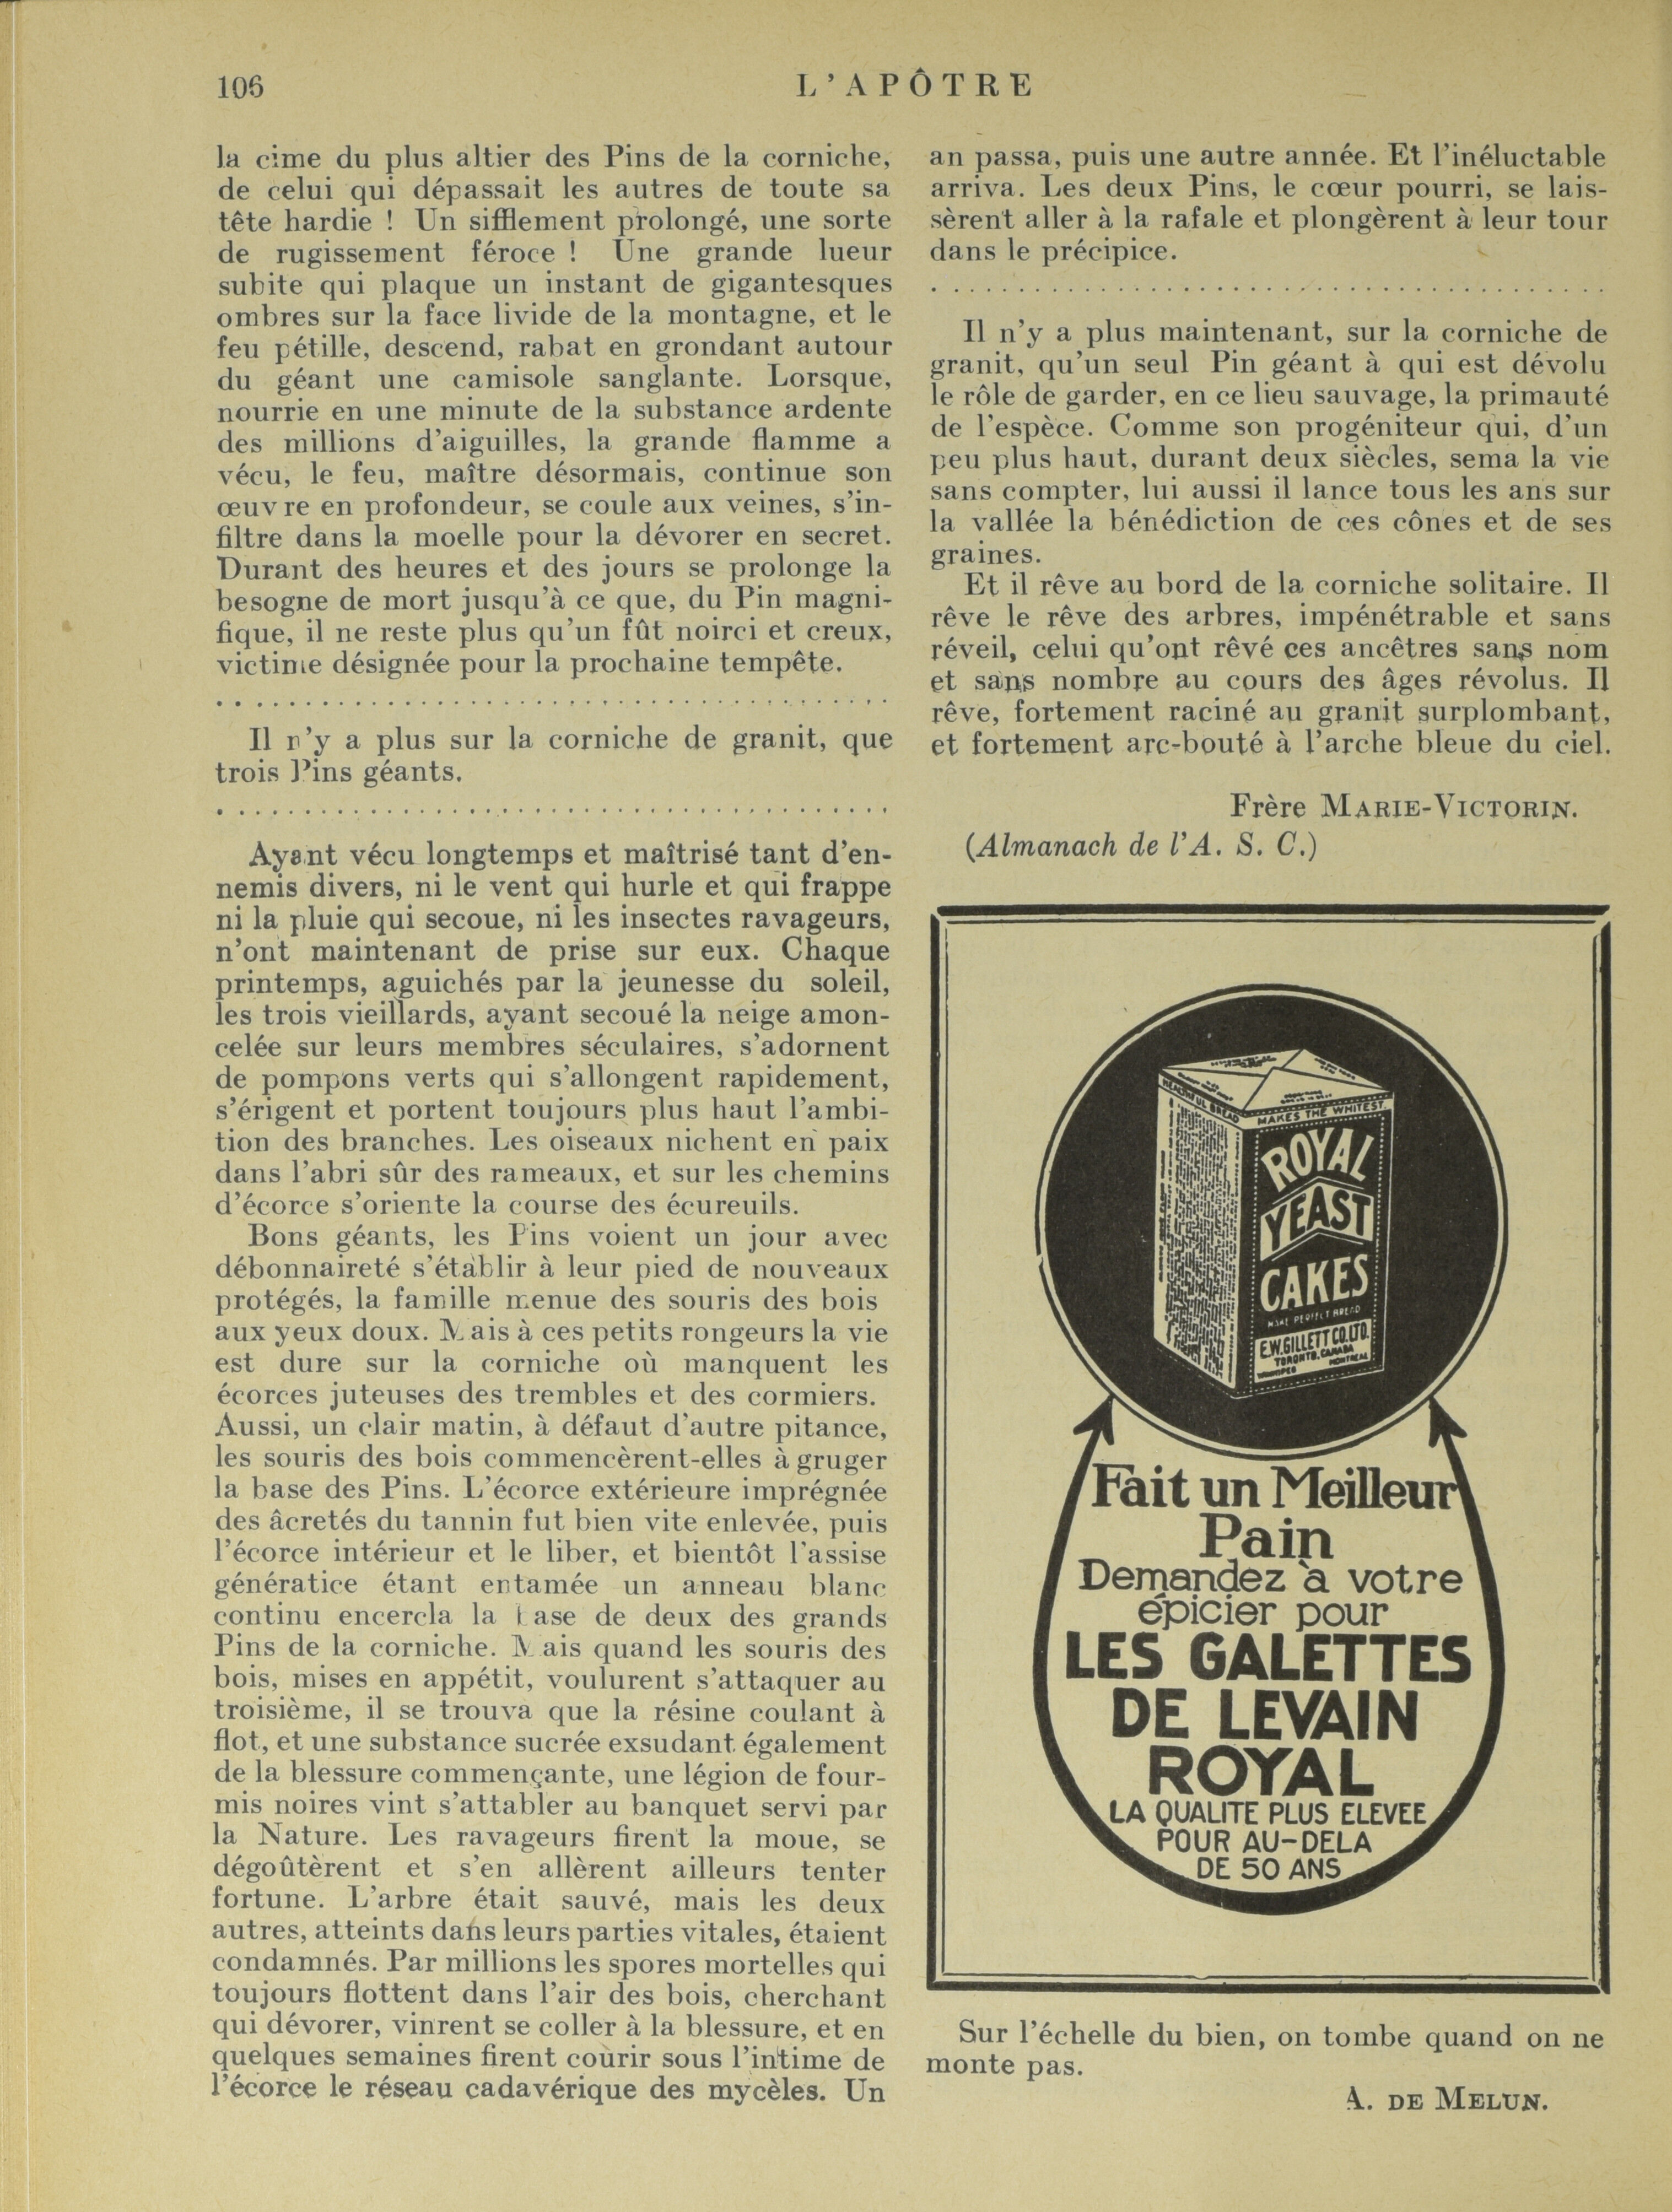 106
L'APÔTRE
la cime du plus altier des Pins de la corniche,
de celui qui dépassait les autres de toute sa
tête hardie ! Un sifflement prolongé, une sorte
de rugissement féroce ! Une grande lueur
subite qui plaque un instant de gigantesques
ombres sur la face livide de la montagne, et le
feu pétille, descend, rabat en grondant autour
du géant une camisole sanglante. Lorsque,
nourrie en une minute de la substance ardente
des millions d'aiguilles, la grande flamme a
vécu, le feu, maître désormais, continue son
œuvre en profondeur, se coule aux veines, s'in-
filtre dans la moelle pour la dévorer en secret.
Durant des heures et des jours se prolonge la
besogne de mort jusqu'à ce que, du Pin magni-
fique, il ne reste plus qu'un fût noirci et creux,
victime désignée pour la prochaine tempête.
. . . . . . . . . . . . . . . . . . . . . . . . . . . . . . . . . . . . . . . .
Il n'y a plus sur la corniche de granit, que
trois Pins géants.
. . . . . . . . . . . . . . . . . . . . . . . . . . . . . . . . . . . . . . . .
Ayant vécu longtemps et maîtrisé tant d'en-
nemis divers, ni le vent qui hurle et qui frappe
ni la pluie qui secoue, ni les insectes ravageurs,
n'ont maintenant de prise sur eux. Chaque
printemps, aguichés par la jeunesse du soleil,
les trois vieillards, ayant secoué la neige amon-
celée sur leurs membres séculaires, s'adornent
de pompons verts qui s'allongent rapidement,
s'érigent et portent toujours plus haut l'ambi-
tion des branches. Les oiseaux nichent en paix
dans l'abri sûr des rameaux, et sur les chemins
d'écorce s'oriente la course des écureuils.
Bons géants, les Pins voient un jour avec
débonnaireté s'établir à leur pied de nouveaux
protégés, la famille menue des souris des bois
aux yeux doux. Mais à ces petits rongeurs la vie
est dure sur la corniche où manquent les
écorces juteuses des trembles et des cormiers.
Aussi, un clair matin, à défaut d'autre pitance,
les souris des bois commencèrent-elles à gruger
la base des Pins. L'écorce extérieure imprégnée
des âcretés du tannin fut bien vite enlevée, puis
l'écorce intérieur et le liber, et bientôt l'assise
génératice étant entamée un anneau blanc
continu encercla la base de deux des grands
Pins de la corniche. Mais quand les souris des
bois, mises en appétit, voulurent s'attaquer au
troisième, il se trouva que la résine coulant à
flot, et une substance sucrée exsudant également
de la blessure commençante, une légion de four-
mis noires vint s'attabler au banquet servi par
la Nature. Les ravageurs firent la moue, se
dégoûtèrent et s'en allèrent ailleurs tenter
fortune. L'arbre était sauvé, mais les deux
autres, atteints dans leurs parties vitales, étaient
condamnés. Par millions les spores mortelles qui
toujours flottent dans l'air des bois, cherchant
qui dévorer, vinrent se coller à la blessure, et en
quelques semaines firent courir sous l'intime de
l'écorce le réseau cadavérique des mycèles. Un
an passa, puis une autre année. Et l'inéluctable
arriva. Les deux Pins, le cœur pourri, se lais-
sèrent aller à la rafale et plongèrent à leur tour
dans le précipice.
. . . . . . . . . . . . . . . . . . . . . . . . . . . . . . . . . . . . . . . .
Il n'y a plus maintenant, sur la corniche de
granit, qu'un seul Pin géant à qui est dévolu
le rôle de garder, en ce lieu sauvage, la primauté
de l'espèce. Comme son progéniteur qui, d'un
peu plus haut, durant deux siècles, sema la vie
sans compter, lui aussi il lance tous les ans sur
la vallée la bénédiction de ces cônes et de ses
graines.
Et il rêve au bord de la corniche solitaire. Il
rêve le rêve des arbres, impénétrable et sans
réveil, celui qu'ont rêvé ces ancêtres sans nom
et sans nombre au cours des âges révolus. Il
rêve, fortement raciné au granit surplombant,
et fortement arc-bouté à l'arche bleue du ciel.
Frère MARIE-VICTORIN.
(Almanach de l'A. S. C.)
HEALTHFUL BREAD
MAKES THE WHITEST
ROYAL
YEAST
CAKES
MAKE PERFECT BREAD
E.W.GILLETT CO. LTD.
TORONTO, CANADA
WINNIPEG MONTREAL
Fait un Meilleur
Pain
Demandez à votre
épicier pour
LES GALETTES
DE LEVAIN
ROYAL
LA QUALITE PLUS ELEVEE
POUR AU-DELA
DE 50 ANS
Sur l'échelle du bien, on tombe quand on ne
monte pas.
A. DE MELUN.